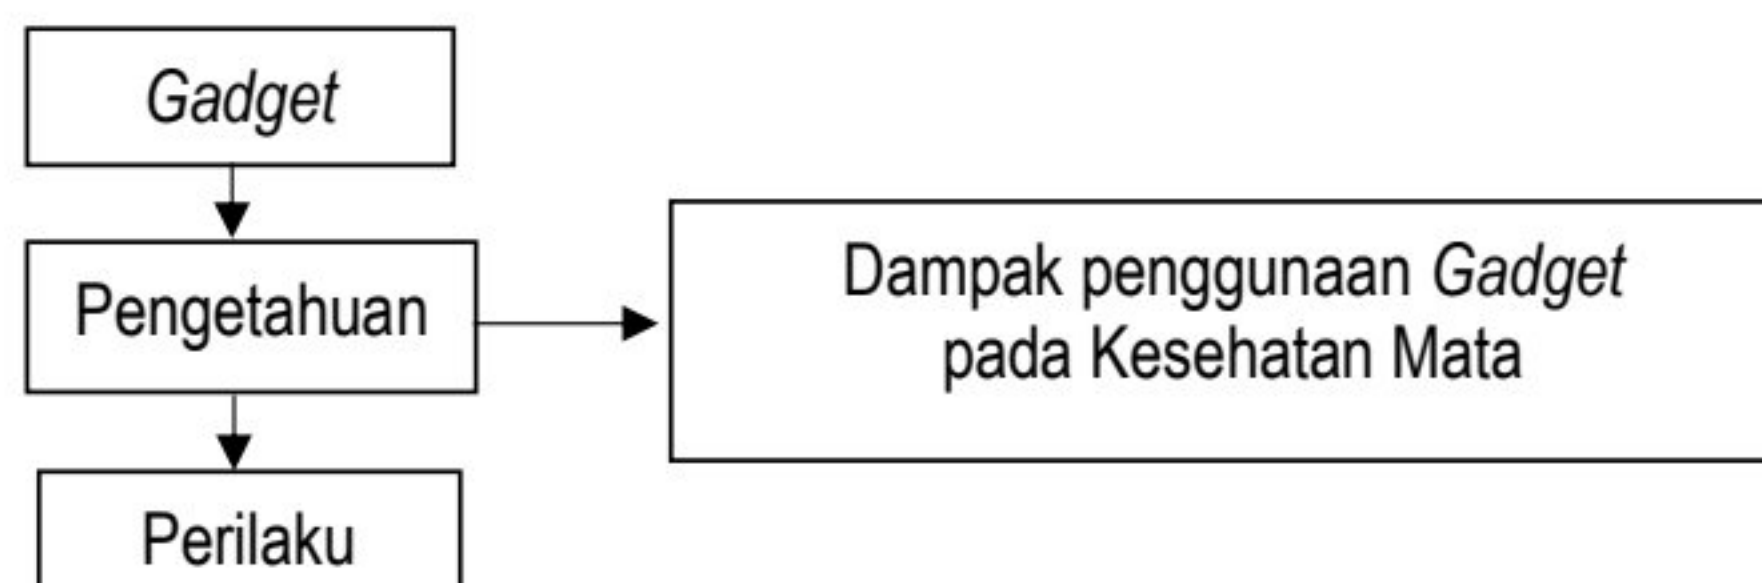 Gadget
Pengetahuan
Dampak penggunaan Gadget
pada Kesehatan Mata
Perilaku